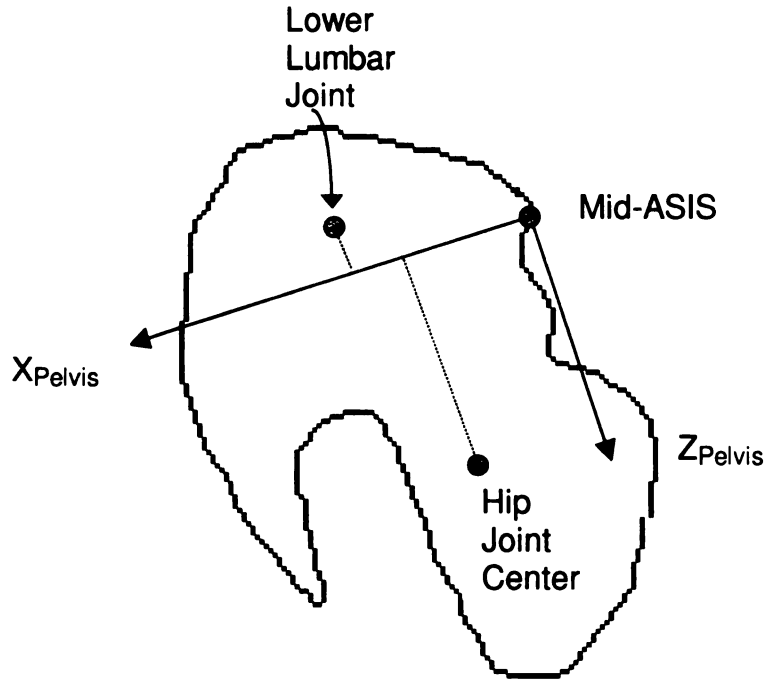 Lower
Lumbar
Joint
Mid-ASIS
XPelvis
ZPelvis
Hip
Joint
Center